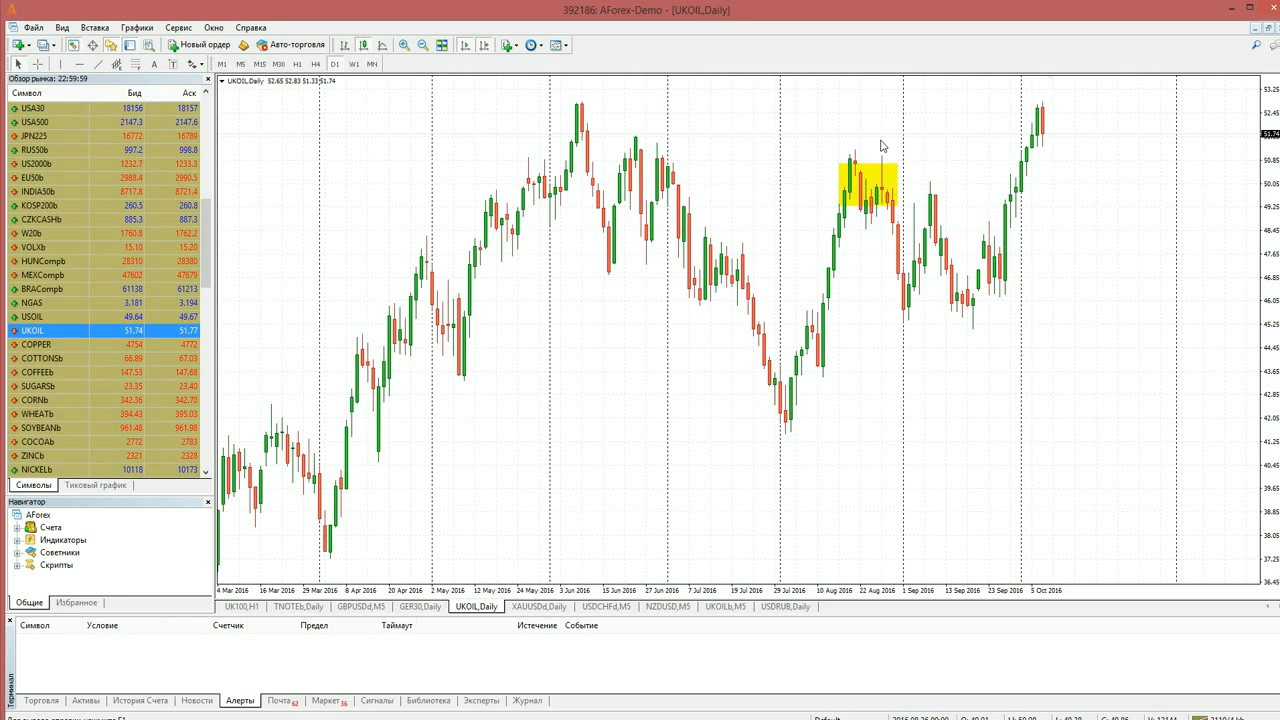 392186: AForex-Demo - [UKOIL,Daily]
Файл Вид Вставка Графики Сервис Окно Справка
Новый ордер Авто-торговля
A T M1 M5 M15 M30 H1 H4 D1 W1 MN
Обзор рынка: 22:59:59
Символ Бид Аск
USA30 18156 18157
USA500 2147.3 2147.6
JPN225 16772 16789
RUS50b 997.2 998.8
US2000b 1232.7 1233.3
EU50b 2988.4 2990.5
INDIA50b 8717.8 8721.4
KOSP200b 260.5 260.8
CZKCASHb 885.3 887.3
W20b 1760.8 1762.2
VOLXb 15.10 15.20
HUNCompb 28310 28380
MEXCompb 47602 47679
BRACompb 61138 61213
NGAS 3.181 3.194
USOIL 49.64 49.67
UKOIL 51.74 51.77
COPPER 4754 4772
COTTONSb 66.89 67.03
COFFEEb 147.53 147.68
SUGARSb 23.35 23.40
CORNb 342.36 342.70
WHEATb 394.43 395.03
SOYBEANb 961.48 961.98
COCOAb 2772 2783
ZINCb 2321 2328
NICKELb 10118 10173
Символы Тиковый график
Навигатор
AForex
Счета
Индикаторы
Советники
Скрипты
Общие Избранное
UKOIL,Daily 52.65 52.83 51.33 51.74
53.25
52.45
51.74
50.85
50.05
49.25
48.45
47.65
46.85
46.05
45.25
44.45
43.65
42.85
42.05
41.25
40.45
39.65
38.85
38.05
37.25
36.45
4 Mar 2016 16 Mar 2016 29 Mar 2016 8 Apr 2016 20 Apr 2016 2 May 2016 12 May 2016 24 May 2016 3 Jun 2016 15 Jun 2016 27 Jun 2016 7 Jul 2016 19 Jul 2016 29 Jul 2016 10 Aug 2016 22 Aug 2016 1 Sep 2016 13 Sep 2016 23 Sep 2016 5 Oct 2016
UK100,H1 TNOTEb,Daily GBPUSDd,M5 GER30,Daily UKOIL,Daily XAUUSDd,Daily USDCHFd,M5 NZDUSD,M5 UKOILb,M5 USDRUB,Daily
Символ Условие Счетчик Предел Таймаут Истечение Событие
Терминал
Торговля Активы История Счета Новости Алерты Почта 62 Маркет 36 Сигналы Библиотека Эксперты Журнал